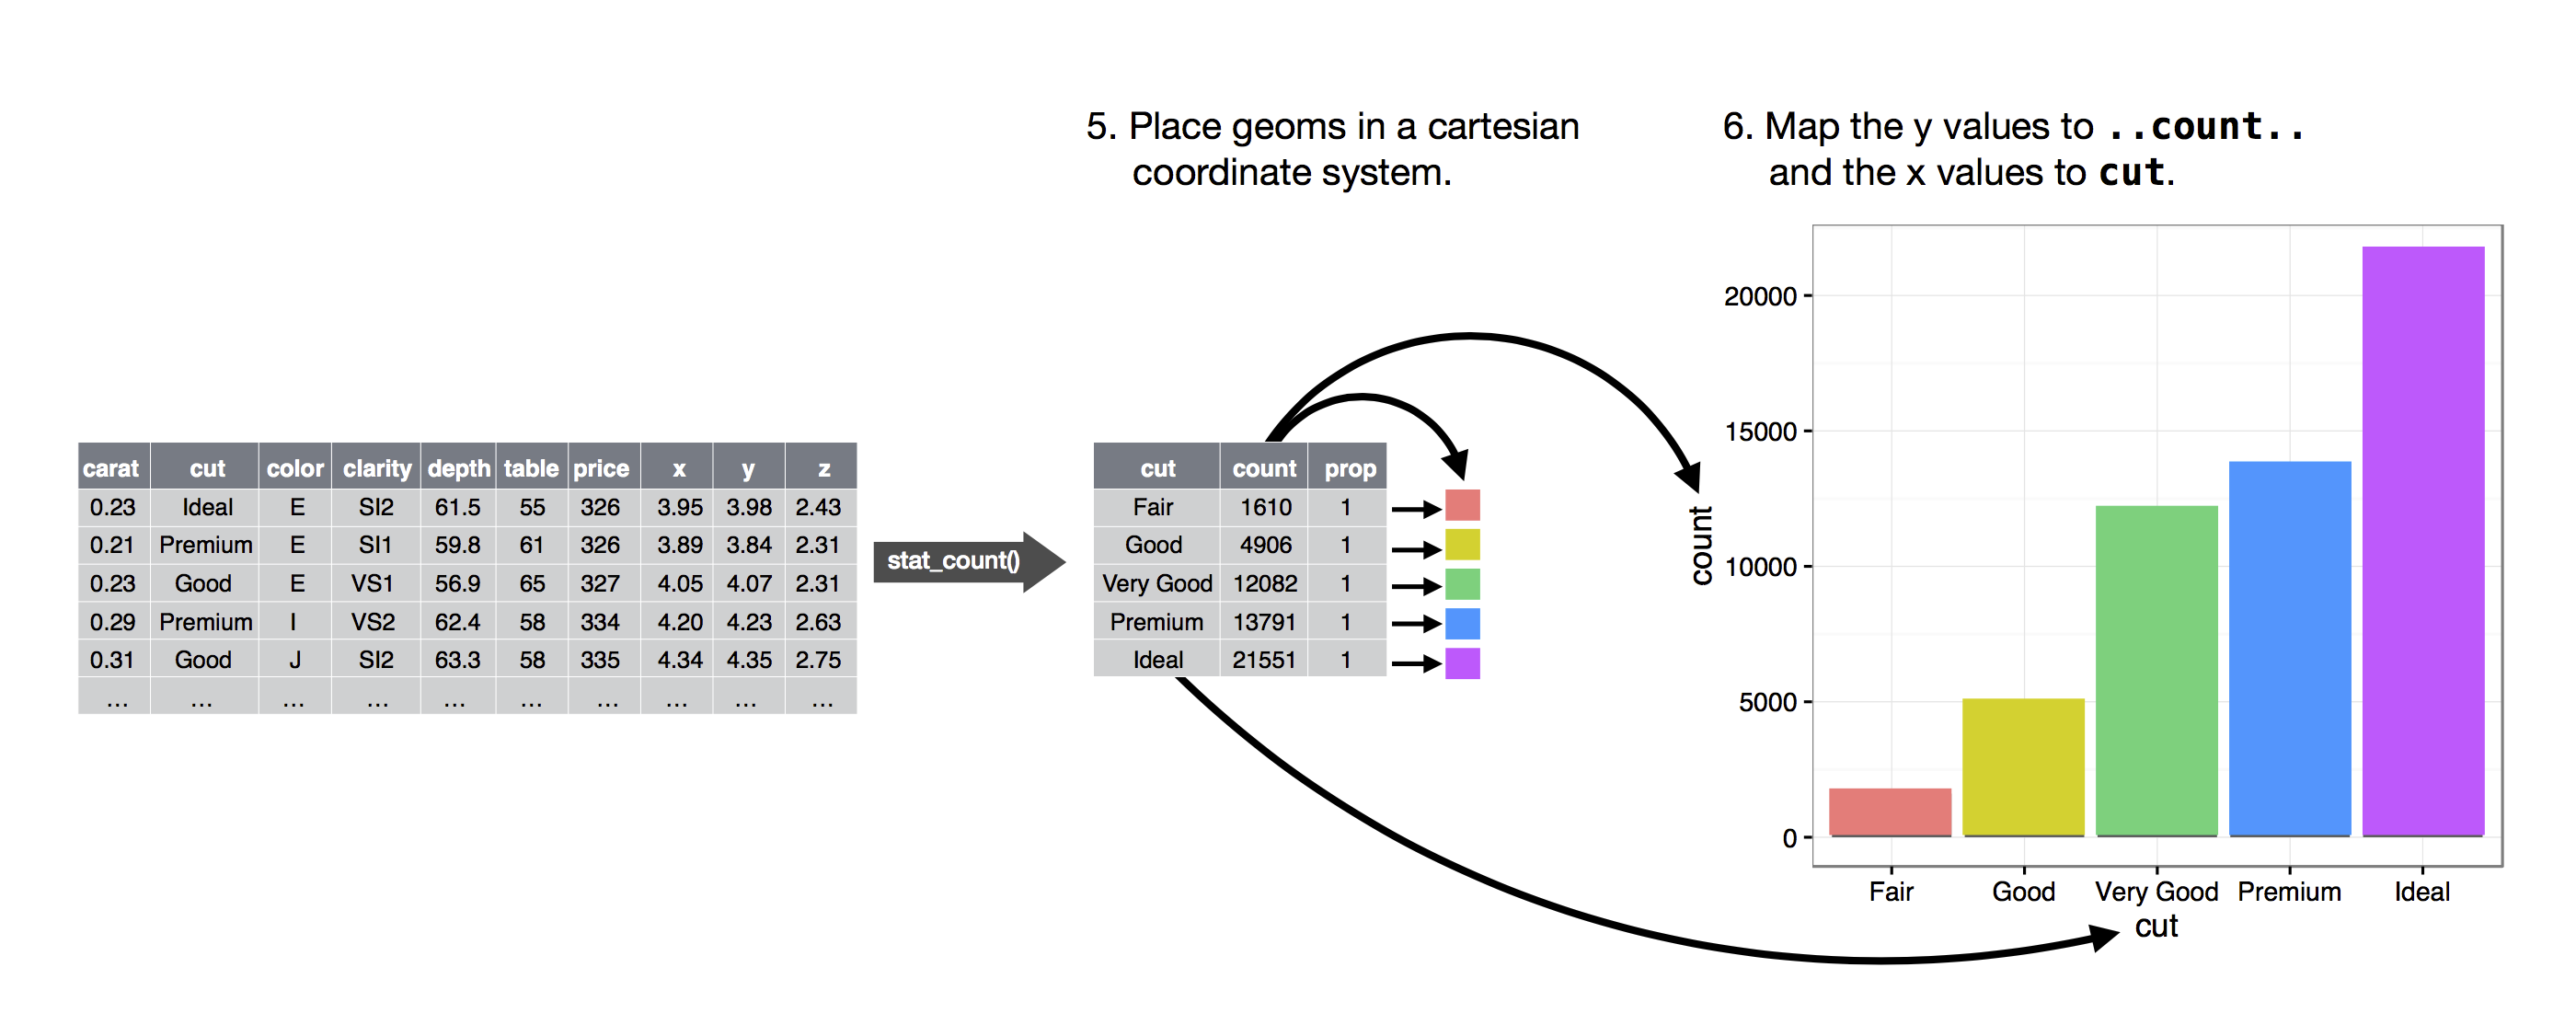 5. Place geoms in a cartesian
coordinate system.
6. Map the y values to ..count..
and the x values to cut.
carat cut color clarity depth table price x y z
0.23 Ideal E SI2 61.5 55 326 3.95 3.98 2.43
0.21 Premium E SI1 59.8 61 326 3.89 3.84 2.31
0.23 Good E VS1 56.9 65 327 4.05 4.07 2.31
0.29 Premium I VS2 62.4 58 334 4.20 4.23 2.63
0.31 Good J SI2 63.3 58 335 4.34 4.35 2.75
... ... ... ... ... ... ... ... ... ...
stat_count()
cut count prop
Fair 1610 1
Good 4906 1
Very Good 12082 1
Premium 13791 1
Ideal 21551 1
count
20000
15000
10000
5000
0
Fair Good Very Good Premium Ideal
cut